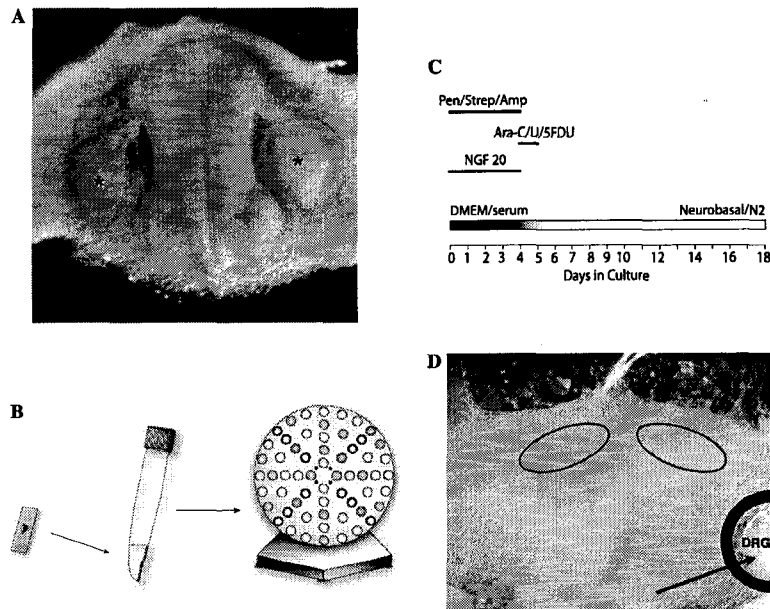 A
*
*
B
C
Pen/Strep/Amp
Ara-C/U/5FDU
NGF 20
DMEM/serum Neurobasal/N2
0 1 2 3 4 5 6 7 8 9 10 12 14 16 18
Days in Culture
D
DRG